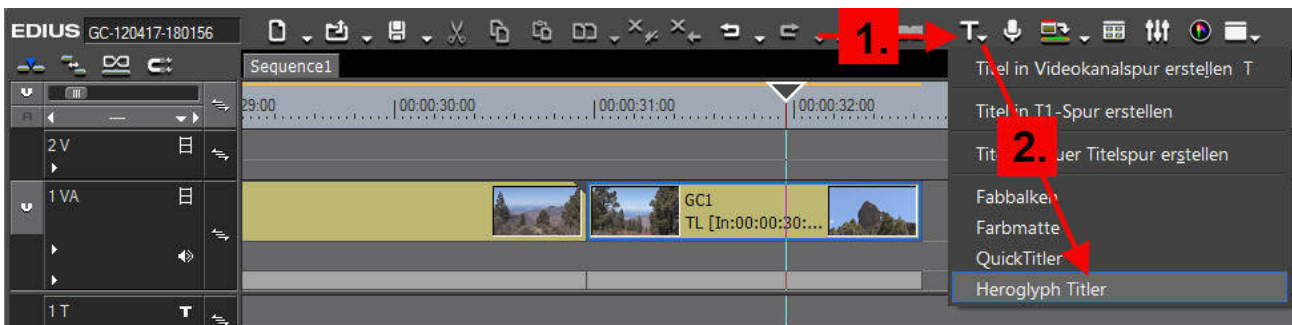 EDIUS GC-120417-180156
1.
T
Sequence1
Titel in Videokanalspur erstellen T
29:00 00:00:30:00 00:00:31:00 00:00:32:00
Titel in T1-Spur erstellen
2 V
2.
uer Titelspur erstellen
1 VA
GC1
TL [In:00:00:30:...
Fabbalken
Farbmatte
QuickTitler
Heroglyph Titler
1 T T